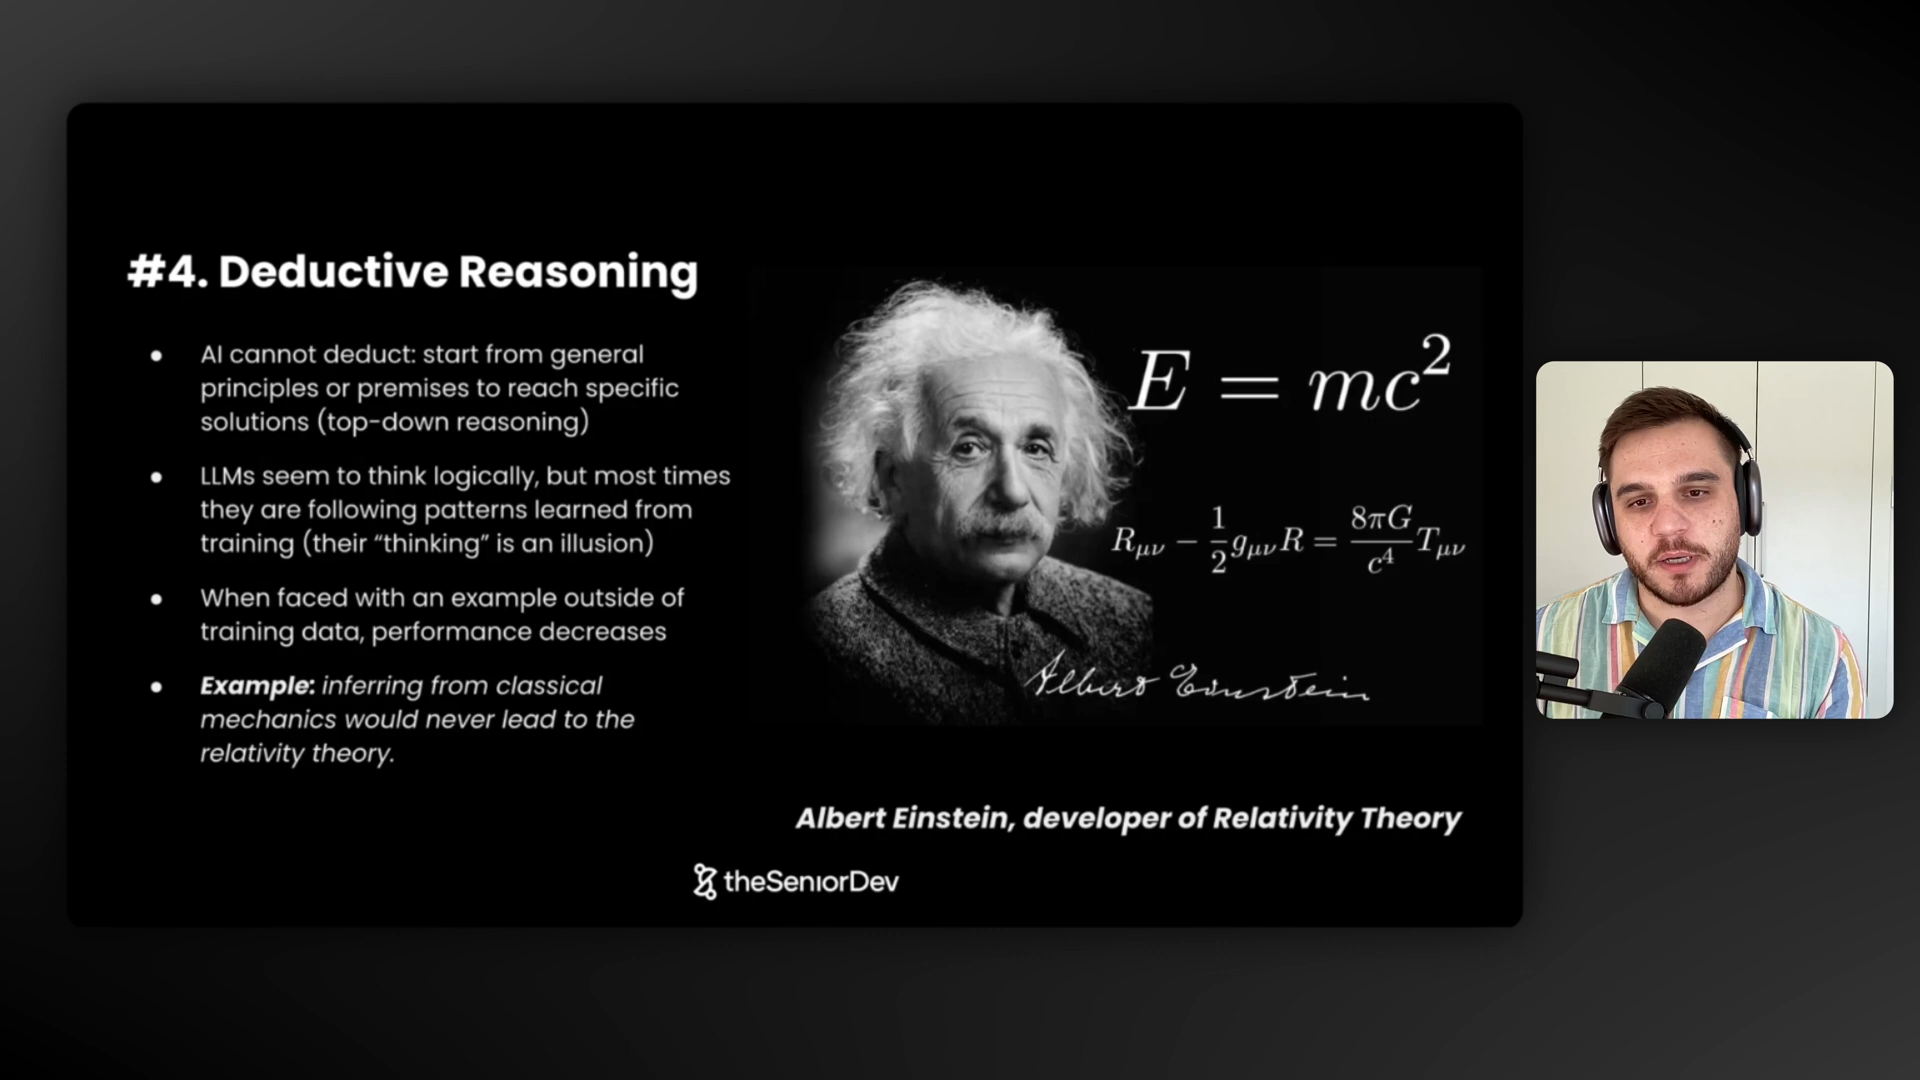 #4. Deductive Reasoning
AI cannot deduct: start from general
principles or premises to reach specific
solutions (top-down reasoning)
LLMs seem to think logically, but most times
they are following patterns learned from
training (their “thinking” is an illusion)
When faced with an example outside of
training data, performance decreases
Example: inferring from classical
mechanics would never lead to the
relativity theory.
E = mc²
Rμν − 1/2 gμνR = 8πG/c⁴ Tμν
Albert Einstein
Albert Einstein, developer of Relativity Theory
theSeniorDev